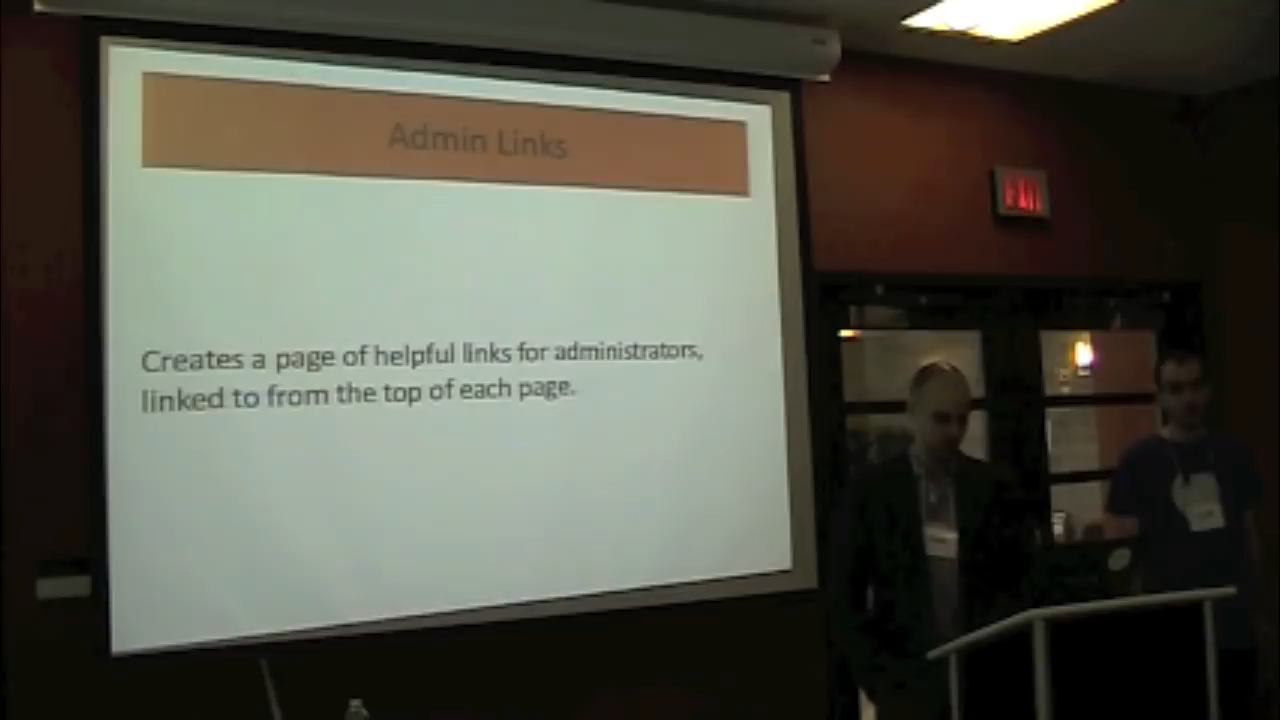 Admin Links
EXIT
Creates a page of helpful links for administrators,
linked to from the top of each page.